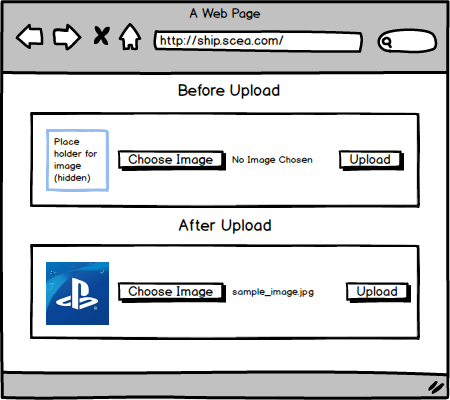 A Web Page
http://ship.scea.com/
Before Upload
Place
holder for
image
(hidden)
Choose Image No Image Chosen Upload
After Upload
Choose Image sample_image.jpg Upload